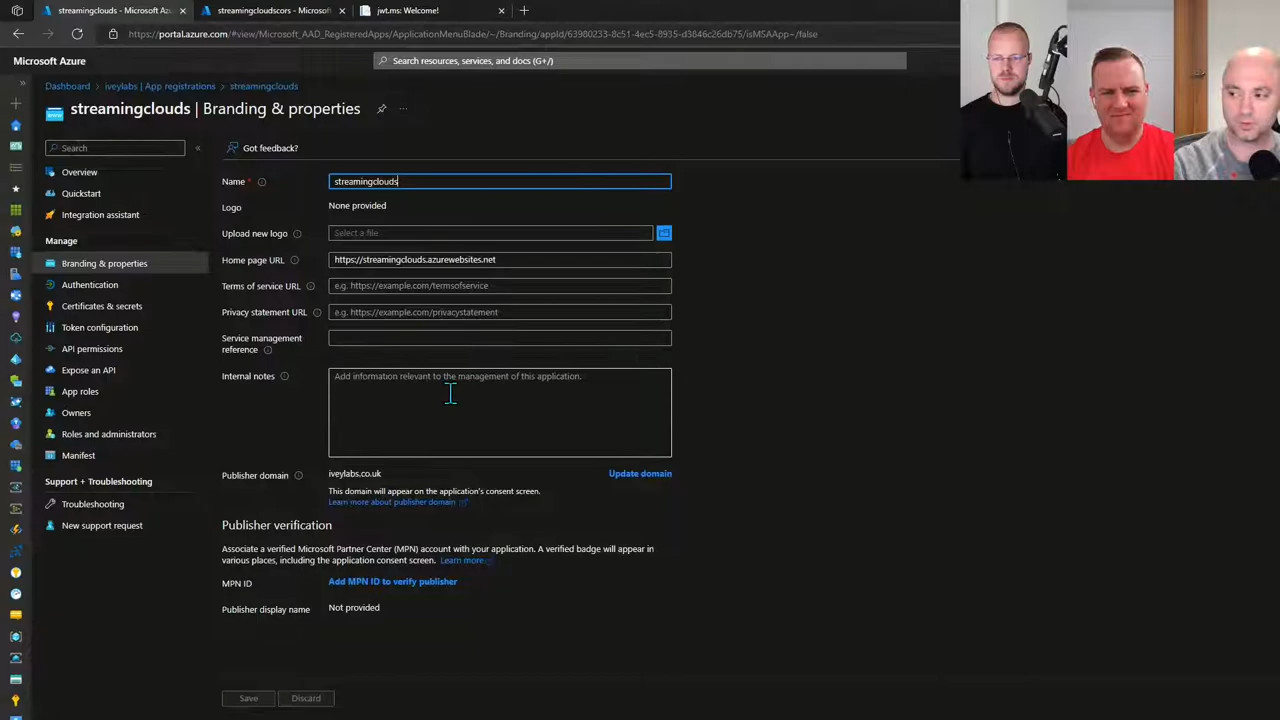 streamingclouds - Microsoft Az
streamingcloudscors - Microsoft
jwt.ms: Welcome!
https://portal.azure.com/#view/Microsoft_AAD_RegisteredApps/ApplicationMenuBlade/~/Branding/appId/63980233-8c51-4ec5-8935-d3846c26db75/isMSAApp~/false
Microsoft Azure
Search resources, services, and docs (G+/)
Dashboard > iveylabs | App registrations > streamingclouds
streamingclouds | Branding & properties
Search
Got feedback?
Overview
Quickstart
Integration assistant
Manage
Branding & properties
Authentication
Certificates & secrets
Token configuration
API permissions
Expose an API
App roles
Owners
Roles and administrators
Manifest
Support + Troubleshooting
Troubleshooting
New support request
Name *
streamingclouds
Logo
None provided
Upload new logo
Select a file
Home page URL
https://streamingclouds.azurewebsites.net
Terms of service URL
e.g. https://example.com/termsofservice
Privacy statement URL
e.g. https://example.com/privacystatement
Service management
reference
Internal notes
Add information relevant to the management of this application.
Publisher domain
iveylabs.co.uk
Update domain
This domain will appear on the application's consent screen.
Learn more about publisher domain
Publisher verification
Associate a verified Microsoft Partner Center (MPN) account with your application. A verified badge will appear in
various places, including the application consent screen. Learn more
MPN ID
Add MPN ID to verify publisher
Publisher display name
Not provided
Save
Discard